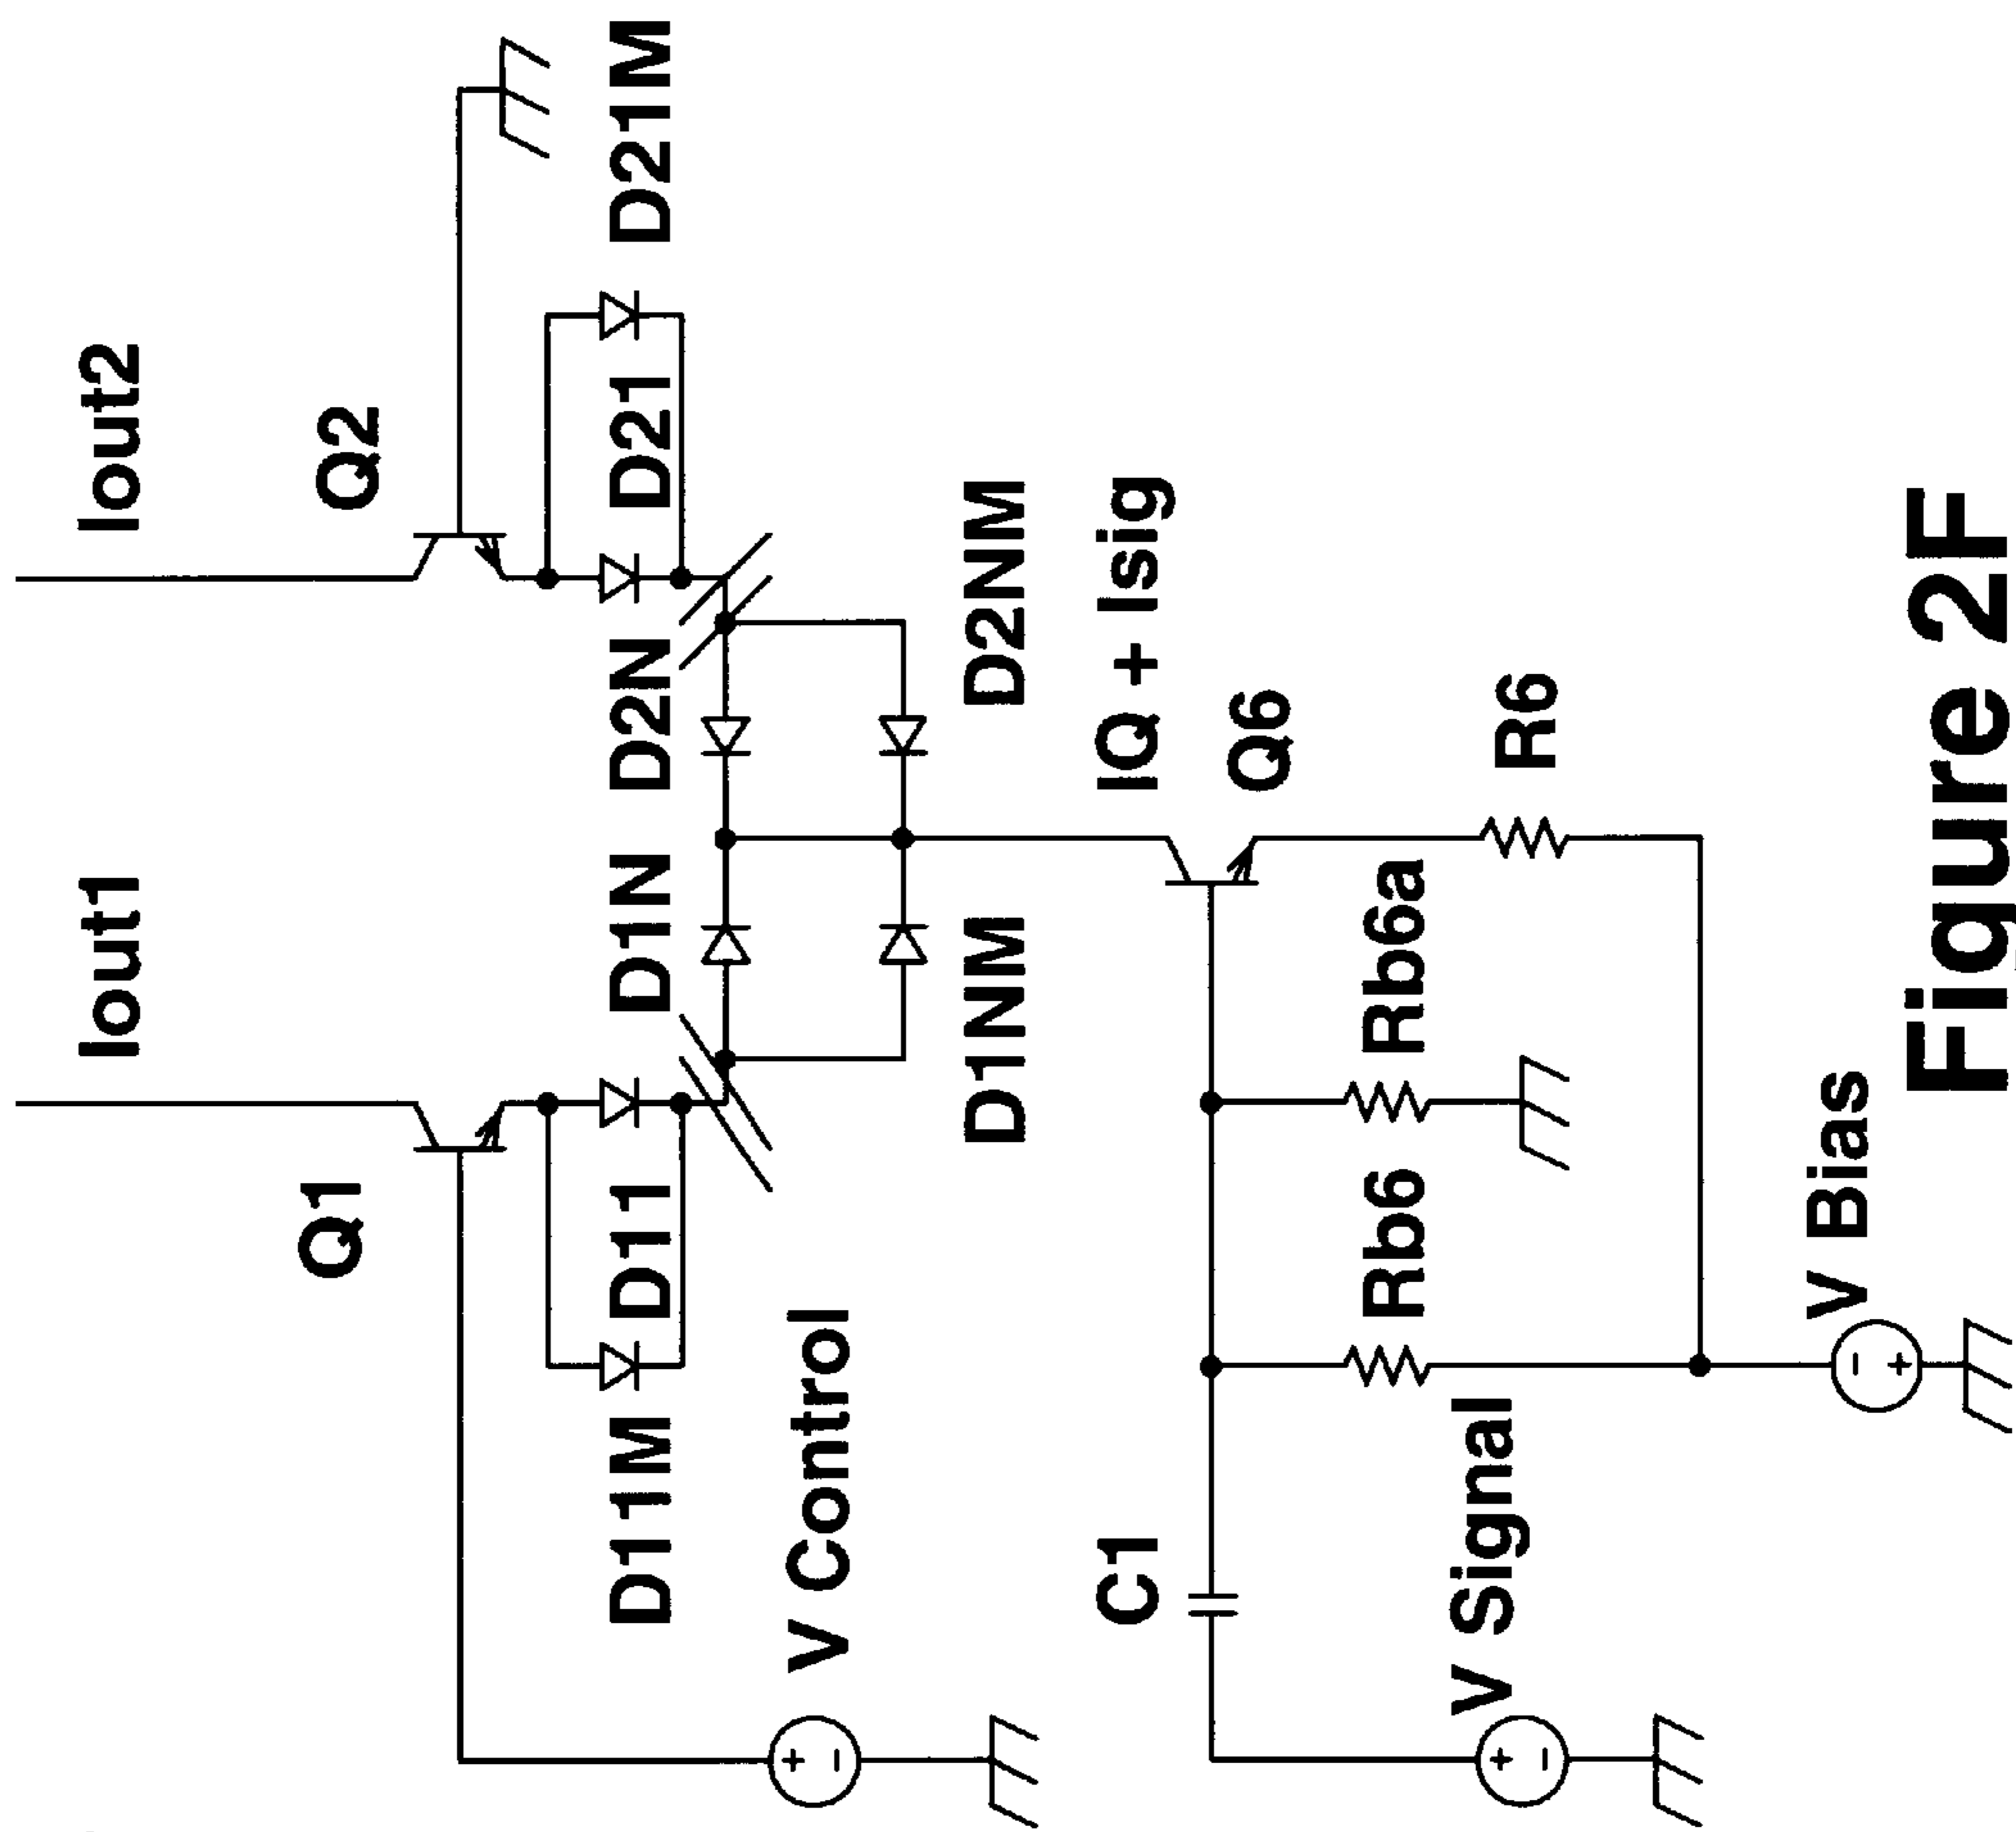 Iout1
Iout2
Q1
Q2
D11M
D11
D1N
D2N
D21
D21M
V Control
+
-
D1NM
D2NM
C1
IQ + Isig
Q6
Rb6
Rb6a
R6
V Signal
+
-
V Bias
-
+
Figure 2F